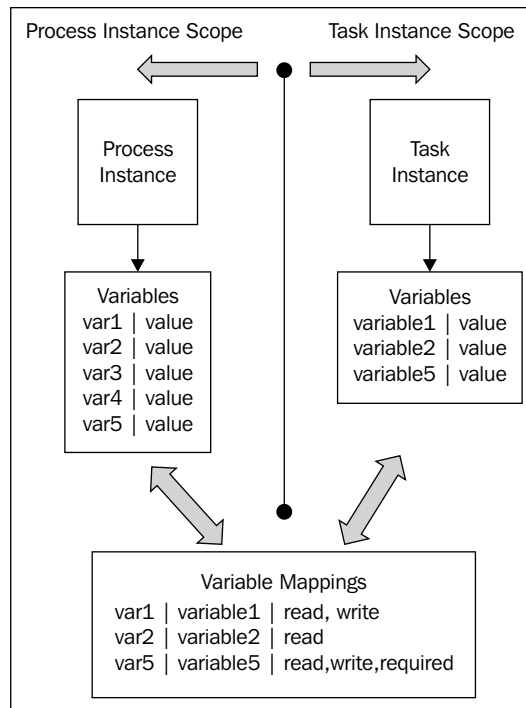 Process Instance Scope
Task Instance Scope
Process
Instance
Task
Instance
Variables
var1 | value
var2 | value
var3 | value
var4 | value
var5 | value
Variables
variable1 | value
variable2 | value
variable5 | value
Variable Mappings
var1 | variable1 | read, write
var2 | variable2 | read
var5 | variable5 | read,write,required